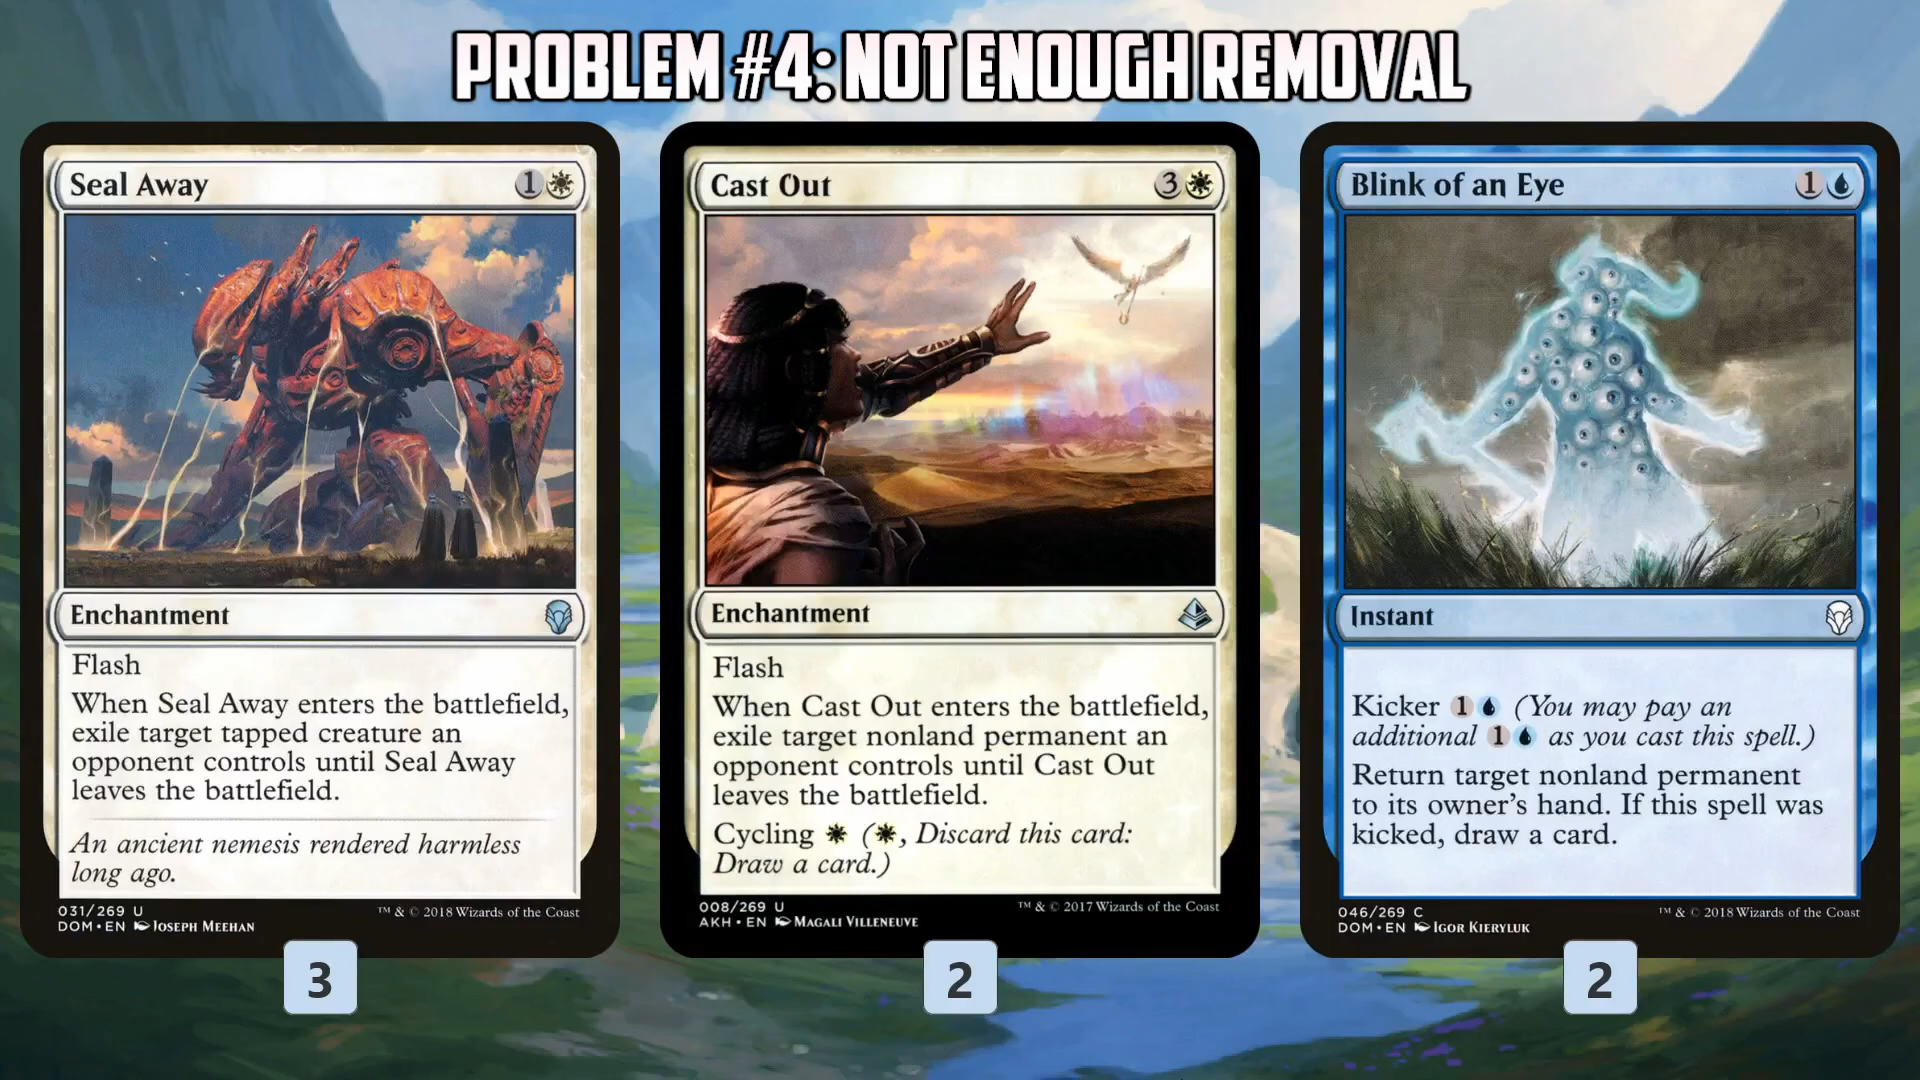 PROBLEM #4: NOT ENOUGH REMOVAL
Seal Away 1
Enchantment
Flash
When Seal Away enters the battlefield,
exile target tapped creature an
opponent controls until Seal Away
leaves the battlefield.
An ancient nemesis rendered harmless
long ago.
031/269 U
DOM • EN JOSEPH MEEHAN
™ & © 2018 Wizards of the Coast
3
Cast Out 3
Enchantment
Flash
When Cast Out enters the battlefield,
exile target nonland permanent an
opponent controls until Cast Out
leaves the battlefield.
Cycling (, Discard this card:
Draw a card.)
008/269 U
AKH • EN MAGALI VILLENEUVE
™ & © 2017 Wizards of the Coast
2
Blink of an Eye 1
Instant
Kicker 1 (You may pay an
additional 1 as you cast this spell.)
Return target nonland permanent
to its owner's hand. If this spell was
kicked, draw a card.
046/269 C
DOM • EN IGOR KIERYLUK
™ & © 2018 Wizards of the Coast
2